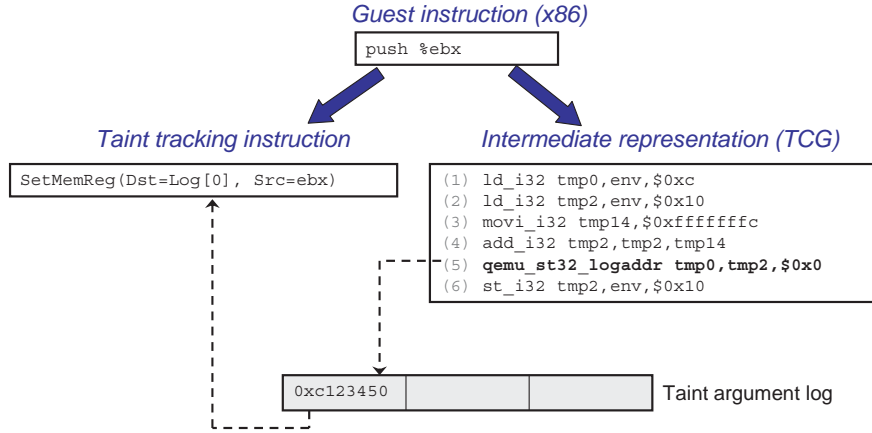 Guest instruction (x86)
push %ebx
Taint tracking instruction
Intermediate representation (TCG)
SetMemReg(Dst=Log[0], Src=ebx)
(1) ld_i32 tmp0,env,$0xc
(2) ld_i32 tmp2,env,$0x10
(3) movi_i32 tmp14,$0xfffffffc
(4) add_i32 tmp2,tmp2,tmp14
(5) qemu_st32_logaddr tmp0,tmp2,$0x0
(6) st_i32 tmp2,env,$0x10
0xc123450
Taint argument log